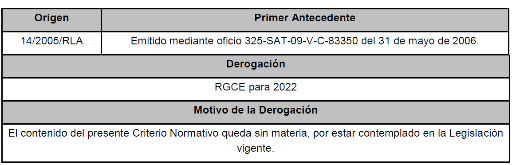 Origen Primer Antecedente
14/2005/RLA Emitido mediante oficio 325-SAT-09-V-C-83350 del 31 de mayo de 2006.
Derogación
RGCE para 2022
Motivo de la Derogación
El contenido del presente Criterio Normativo queda sin materia, por estar contemplado en la Legislación
vigente.